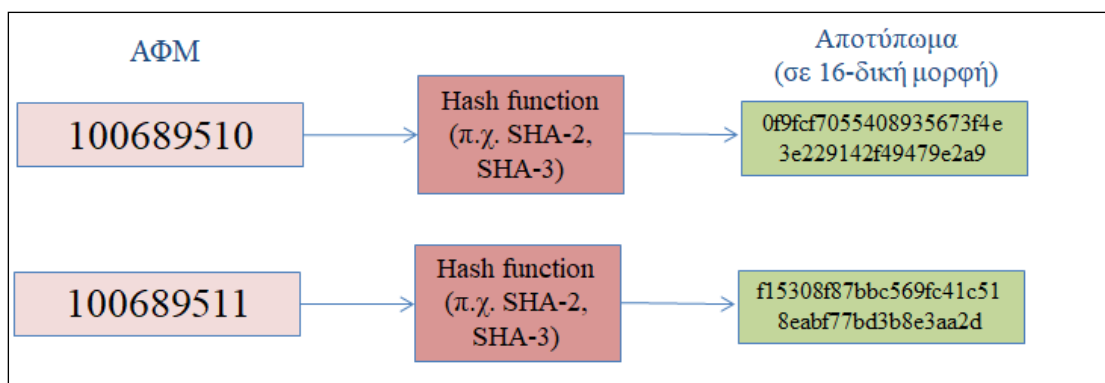 ΑΦΜ
Αποτύπωμα
(σε 16-δική μορφή)
100689510
Hash function
(π.χ. SHA-2,
SHA-3)
0f9fcf7055408935673f4e
3e229142f49479e2a9
100689511
Hash function
(π.χ. SHA-2,
SHA-3)
f15308f87bbc569fc41c51
8eabf77bd3b8e3aa2d